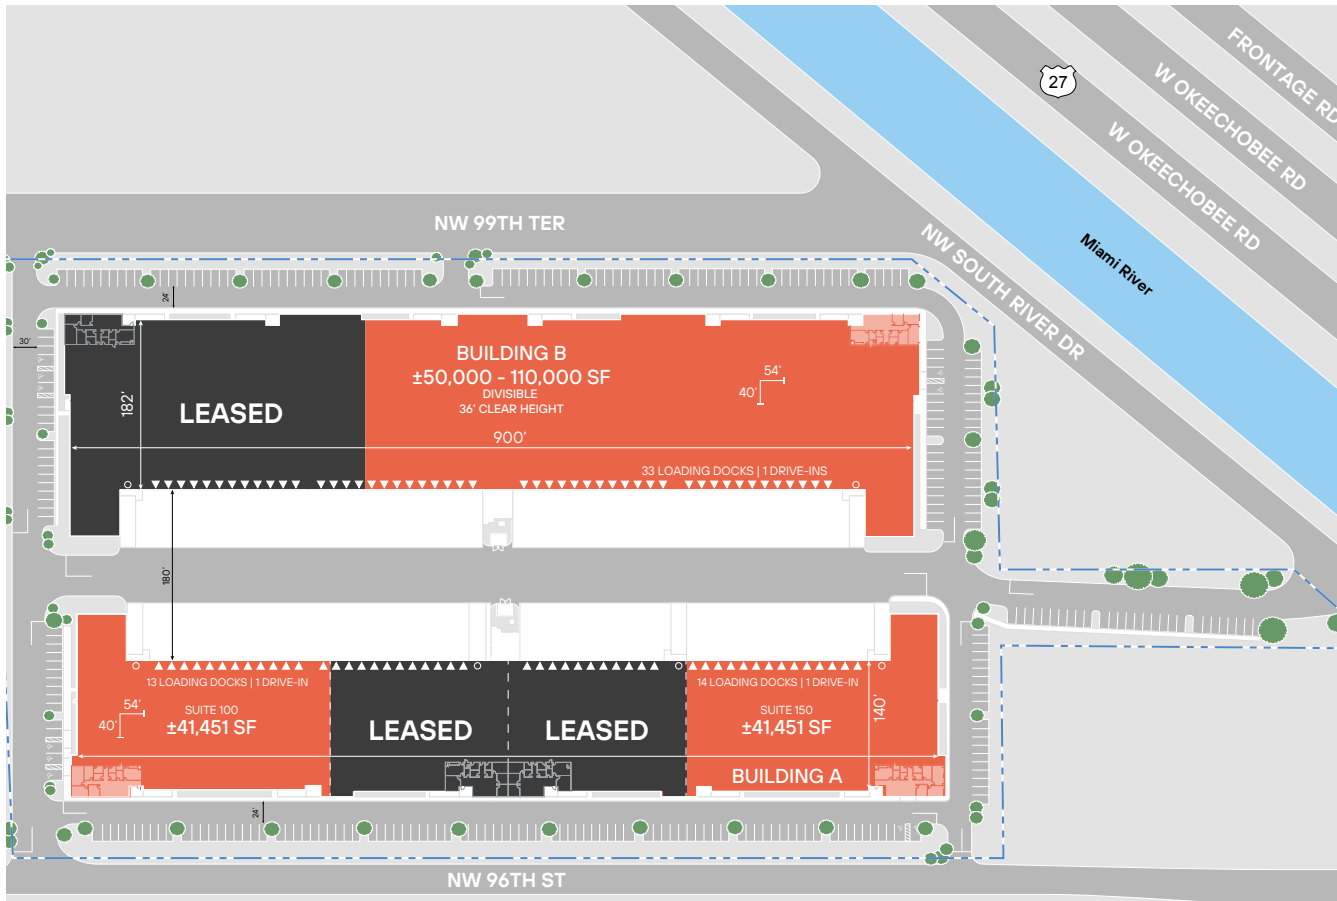 FRONTAGE RD
W OKEECHOBEE RD
27
W OKEECHOBEE RD
NW 99TH TER
NW SOUTH RIVER DR
Miami River
24'
30'
BUILDING B
±50,000 - 110,000 SF
DIVISIBLE
36' CLEAR HEIGHT
54'
40'
182'
LEASED
900'
33 LOADING DOCKS | 1 DRIVE-INS
180'
13 LOADING DOCKS | 1 DRIVE-IN
14 LOADING DOCKS | 1 DRIVE-IN
54'
40'
SUITE 100
±41,451 SF
LEASED
LEASED
SUITE 150
±41,451 SF
140'
BUILDING A
24'
NW 96TH ST